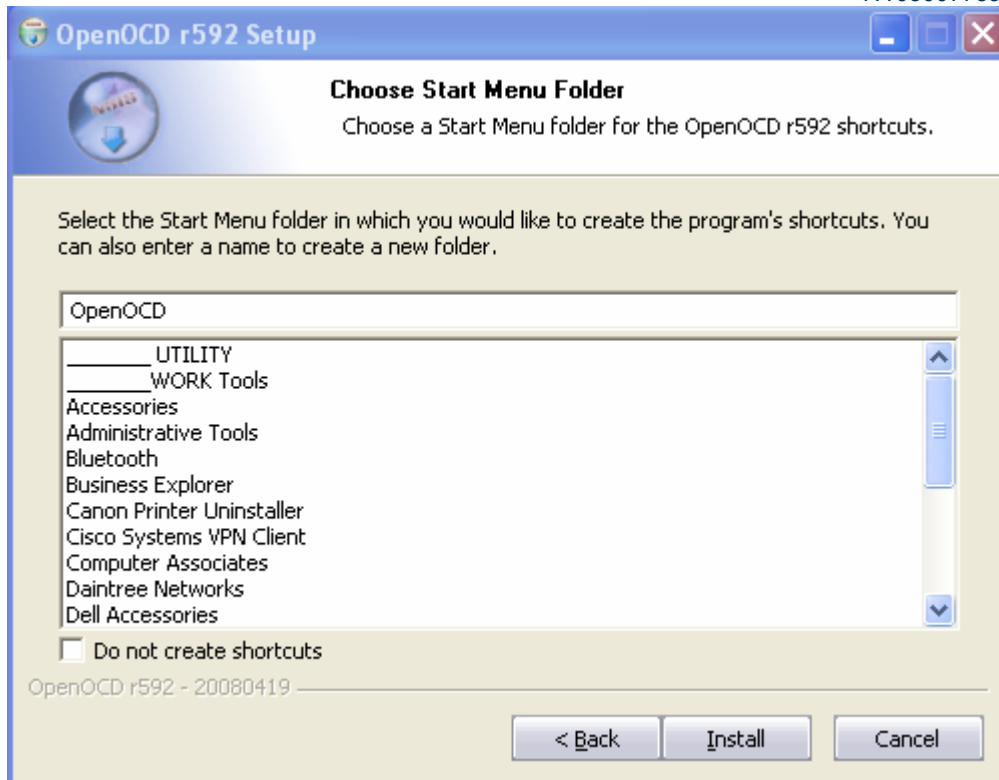 OpenOCD r592 Setup
Choose Start Menu Folder
Choose a Start Menu folder for the OpenOCD r592 shortcuts.
Select the Start Menu folder in which you would like to create the program's shortcuts. You
can also enter a name to create a new folder.
OpenOCD
_______ UTILITY
_______WORK Tools
Accessories
Administrative Tools
Bluetooth
Business Explorer
Canon Printer Uninstaller
Cisco Systems VPN Client
Computer Associates
Daintree Networks
Dell Accessories
Do not create shortcuts
OpenOCD r592 - 20080419
< Back
Install
Cancel